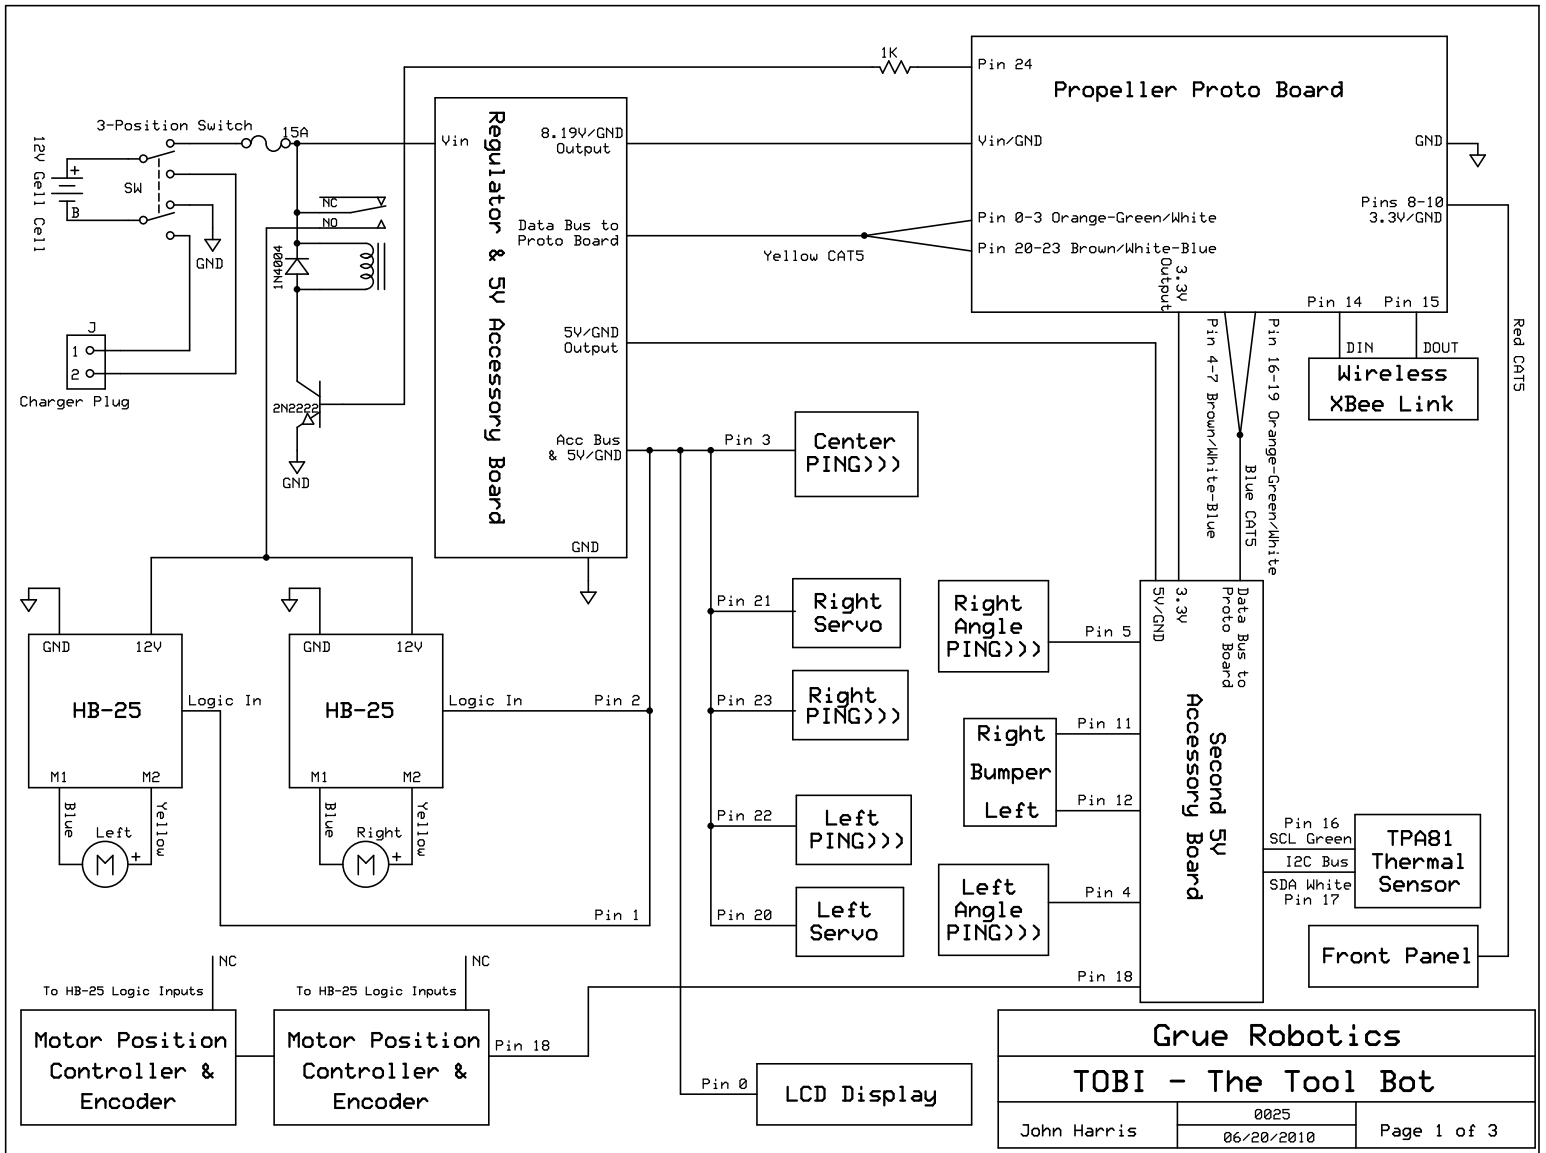 1K
Pin 24
Propeller Proto Board
3-Position Switch
15A
12V Gell Cell
+
B
SW
GND
J
1
2
Charger Plug
NC
NO
1N4004
2N2222
GND
Vin
Regulator & 5V Accessory Board
8.19V/GND
Output
Data Bus to
Proto Board
5V/GND
Output
Acc Bus
& 5V/GND
GND
Yellow CAT5
Vin/GND
Pin 0-3 Orange-Green/White
Pin 20-23 Brown/White-Blue
GND
Pins 8-10
3.3V/GND
3.3V
Output
Pin 14
Pin 15
DIN
DOUT
Wireless
XBee Link
Red CAT5
Pin 4-7 Brown/White-Blue
Pin 16-19 Orange-Green/White
Blue CAT5
Pin 3
Center
PING)))
Pin 21
Right
Servo
Pin 23
Right
PING)))
Pin 22
Left
PING)))
Pin 20
Left
Servo
Right
Angle
PING)))
Pin 5
Right
Bumper
Left
Pin 11
Pin 12
Left
Angle
PING)))
Pin 4
Pin 18
5V/GND
3.3V
Data Bus to
Proto Board
Second 5V
Accessory Board
Pin 16
SCL Green
I2C Bus
SDA White
Pin 17
TPA81
Thermal
Sensor
Front Panel
GND
12V
HB-25
Logic In
M1
M2
Blue
Yellow
Left
M
+
GND
12V
HB-25
Logic In
Pin 2
M1
M2
Blue
Yellow
Right
M
+
Pin 1
NC
To HB-25 Logic Inputs
Motor Position
Controller &
Encoder
NC
To HB-25 Logic Inputs
Motor Position
Controller &
Encoder
Pin 18
Pin 0
LCD Display
Grue Robotics
TOBI - The Tool Bot
John Harris
0025
06/20/2010
Page 1 of 3